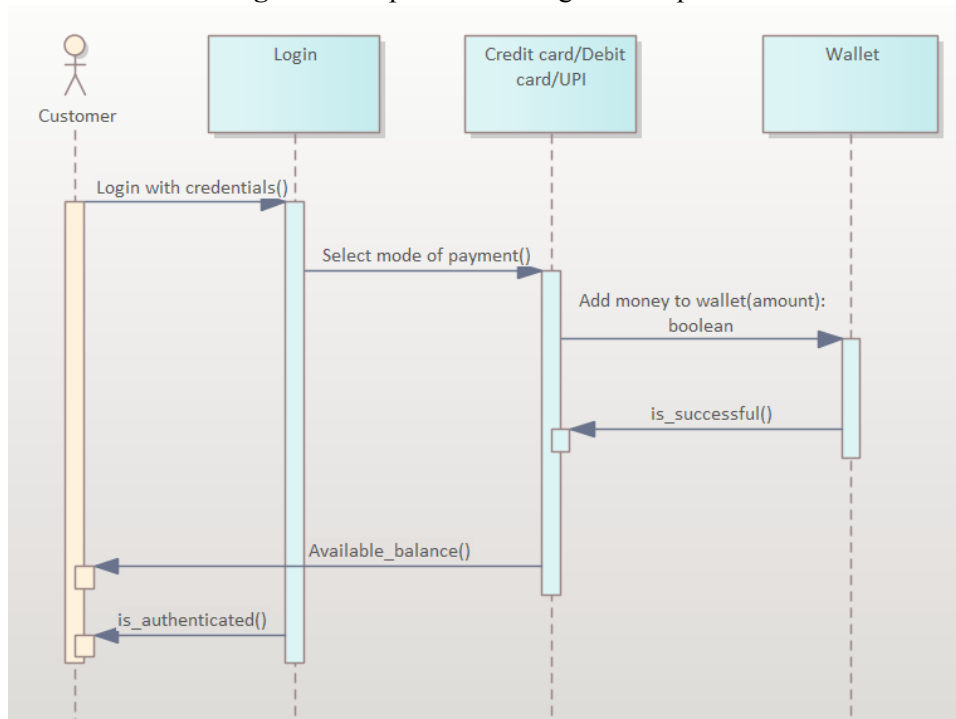 Login
Credit card/Debit
card/UPI
Wallet
Customer
Login with credentials()
Select mode of payment()
Add money to wallet(amount):
boolean
is_successful()
Available_balance()
is_authenticated()